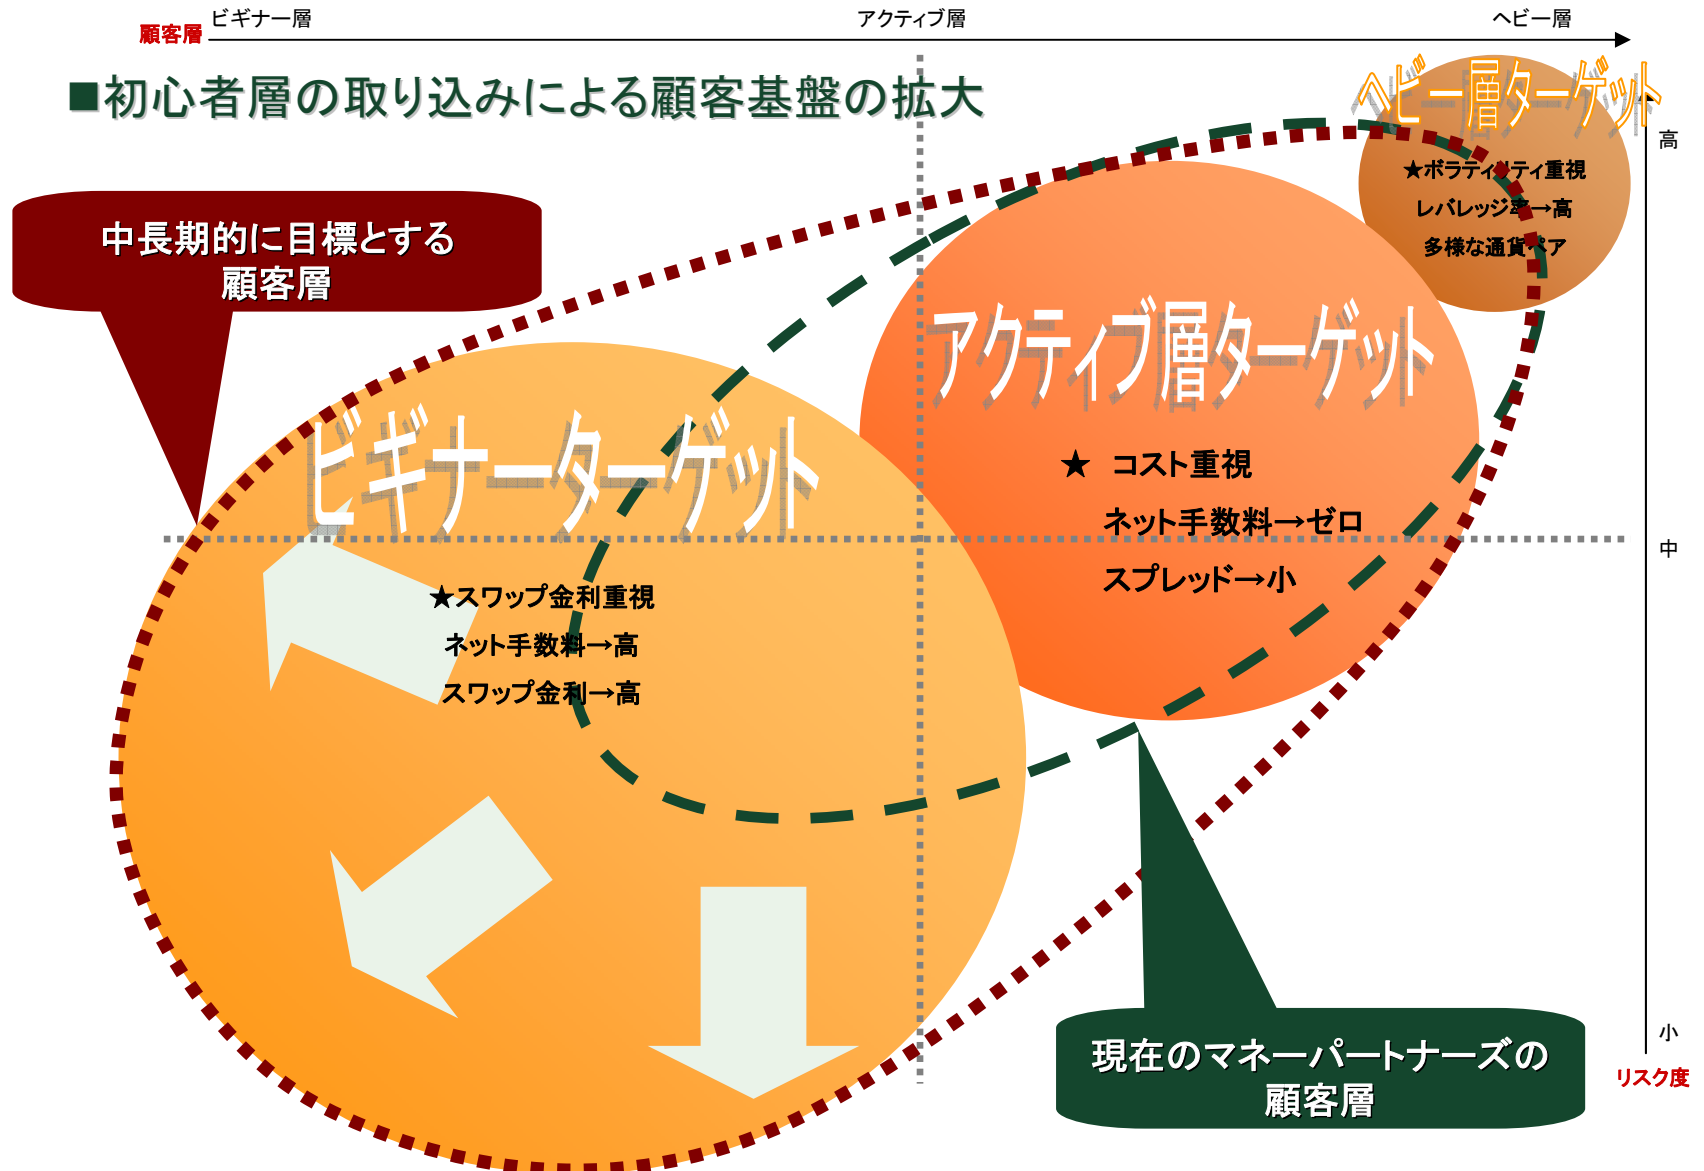 ビギナー層
アクティブ層
ヘビー層
顧客層
■初心者層の取り込みによる顧客基盤の拡大
ヘビー層ターゲット
高
★ボラティリティ重視
レバレッジ率→高
多様な通貨ペア
中長期的に目標とする
顧客層
アクティブ層ターゲット
★ コスト重視
ネット手数料→ゼロ
スプレッド→小
ビギナーターゲット
中
★スワップ金利重視
ネット手数料→高
スワップ金利→高
現在のマネーパートナーズの
顧客層
小
リスク度